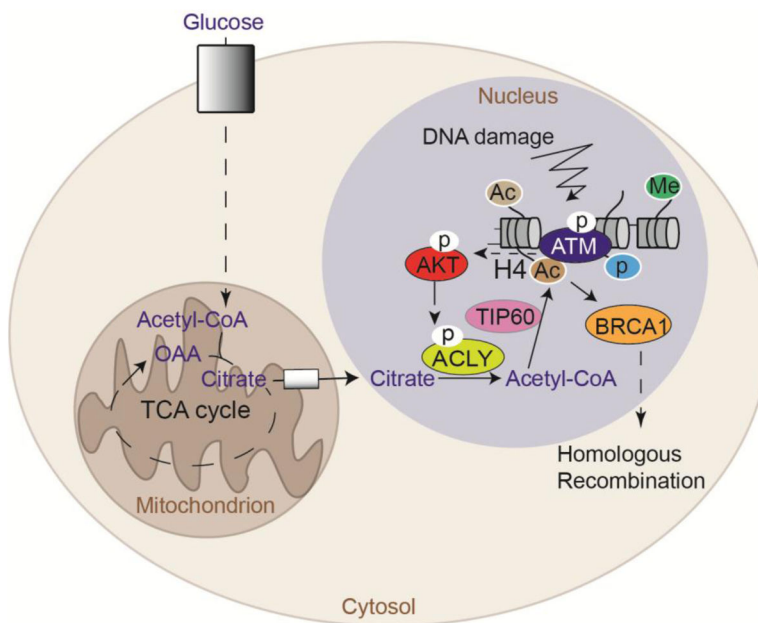 Glucose
Nucleus
DNA damage
Ac
Me
p
ATM
p
AKT
H4
Ac
p
TIP60
BRCA1
p
ACLY
Acetyl-CoA
OAA
Citrate
Citrate
Acetyl-CoA
TCA cycle
Homologous
Recombination
Mitochondrion
Cytosol